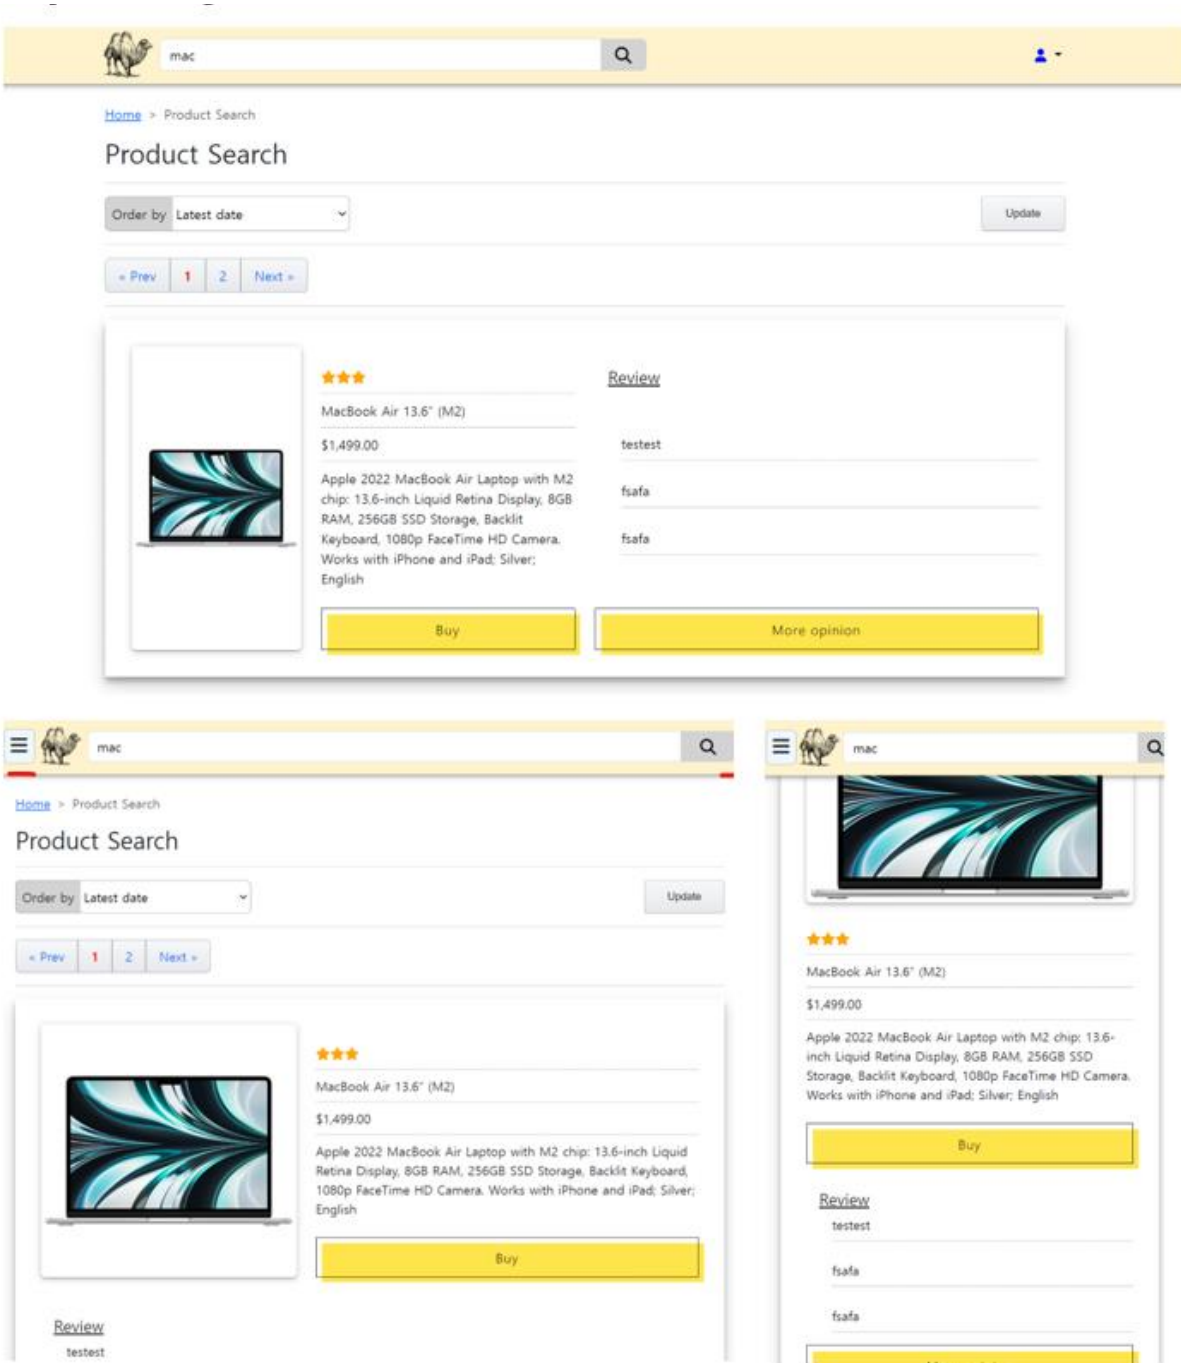 mac
Home > Product Search
Product Search
Order by Latest date
Update
« Prev 1 2 Next »
MacBook Air 13.6" (M2)
$1,499.00
Apple 2022 MacBook Air Laptop with M2
chip: 13.6-inch Liquid Retina Display, 8GB
RAM, 256GB SSD Storage, Backlit
Keyboard, 1080p FaceTime HD Camera.
Works with iPhone and iPad; Silver;
English
Buy
Review
testest
fsafa
fsafa
More opinion
mac
Home > Product Search
Product Search
Order by Latest date
Update
« Prev 1 2 Next »
MacBook Air 13.6" (M2)
$1,499.00
Apple 2022 MacBook Air Laptop with M2 chip: 13.6-inch Liquid
Retina Display, 8GB RAM, 256GB SSD Storage, Backlit Keyboard,
1080p FaceTime HD Camera. Works with iPhone and iPad; Silver;
English
Buy
Review
testest
mac
MacBook Air 13.6" (M2)
$1,499.00
Apple 2022 MacBook Air Laptop with M2 chip: 13.6-
inch Liquid Retina Display, 8GB RAM, 256GB SSD
Storage, Backlit Keyboard, 1080p FaceTime HD Camera.
Works with iPhone and iPad; Silver; English
Buy
Review
testest
fsafa
fsafa